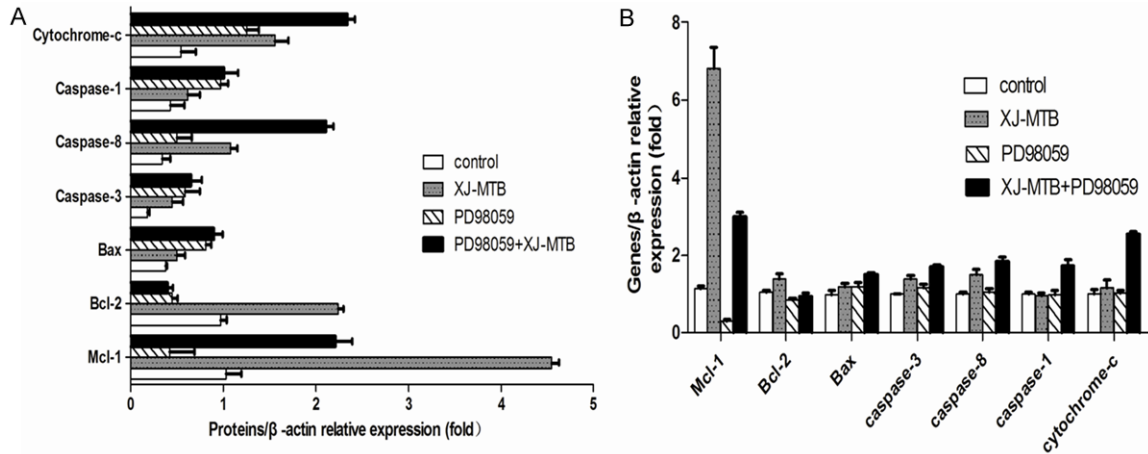 A
Cytochrome-c
Caspase-1
Caspase-8
Caspase-3
Bax
Bcl-2
Mcl-1
control
XJ-MTB
PD98059
PD98059+XJ-MTB
0 1 2 3 4 5
Proteins/β -actin relative expression (fold）
B
Genes/β -actin relative
expression (fold）
8
6
4
2
0
control
XJ-MTB
PD98059
XJ-MTB+PD98059
Mcl-1
Bcl-2
Bax
caspase-3
caspase-8
caspase-1
cytochrome-c